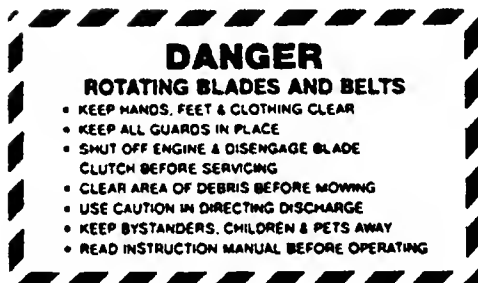 DANGER
ROTATING BLADES AND BELTS
• KEEP HANDS, FEET & CLOTHING CLEAR
• KEEP ALL GUARDS IN PLACE
• SHUT OFF ENGINE & DISENGAGE BLADE
CLUTCH BEFORE SERVICING
• CLEAR AREA OF DEBRIS BEFORE MOWING
• USE CAUTION IN DIRECTING DISCHARGE
• KEEP BYSTANDERS, CHILDREN & PETS AWAY
• READ INSTRUCTION MANUAL BEFORE OPERATING